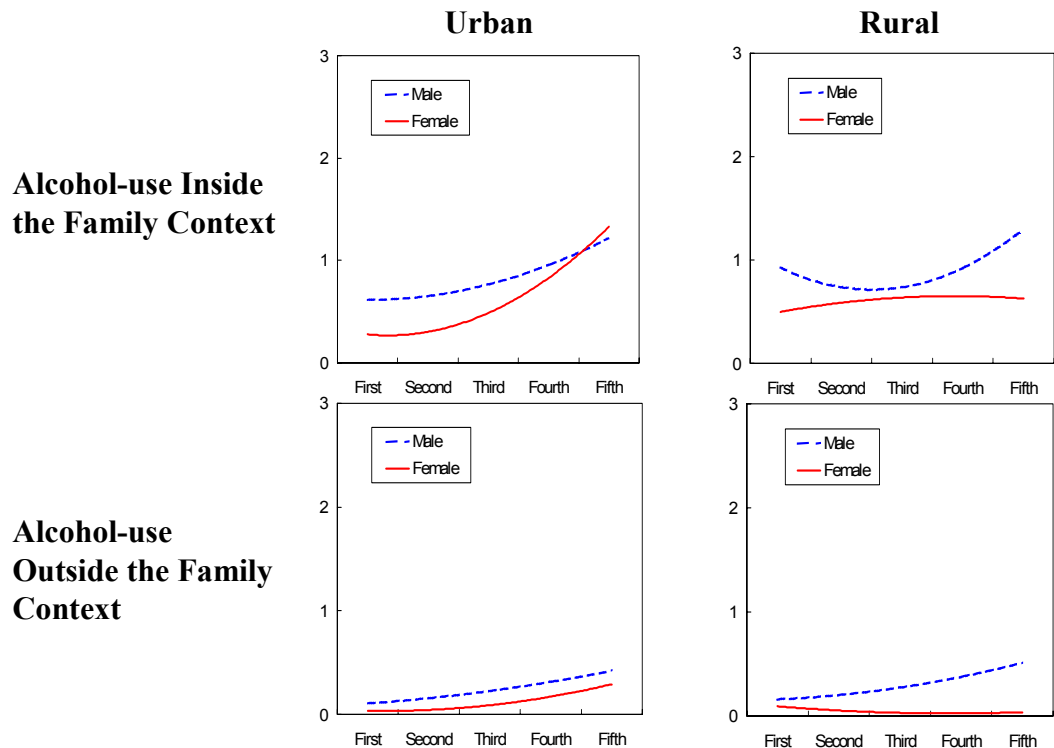 Urban Rural
3 3
Male Male
Female Female
2 2
Alcohol-use Inside
the Family Context
1 1
0 0
First Second Third Fourth Fifth First Second Third Fourth Fifth
3 3
Male Male
Female Female
2 2
Alcohol-use
Outside the Family
Context
1 1
0 0
First Second Third Fourth Fifth First Second Third Fourth Fifth